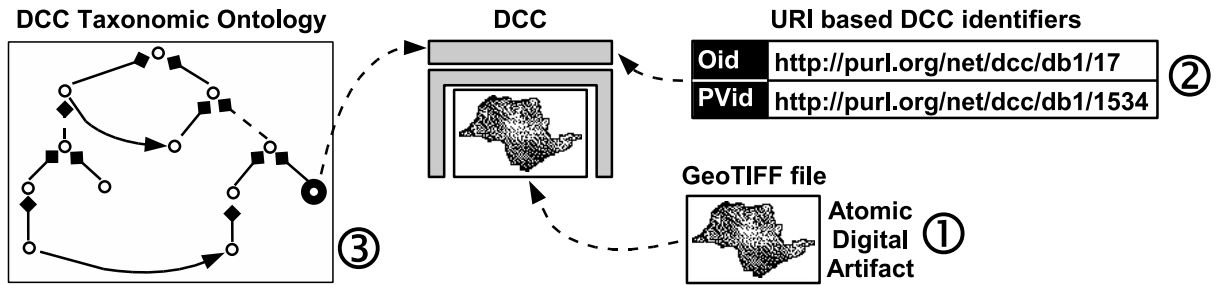 DCC Taxonomic Ontology
DCC
URI based DCC identifiers
Oid http://purl.org/net/dcc/db1/17
PVid http://purl.org/net/dcc/db1/1534
②
GeoTIFF file
Atomic
Digital
Artifact
①
③